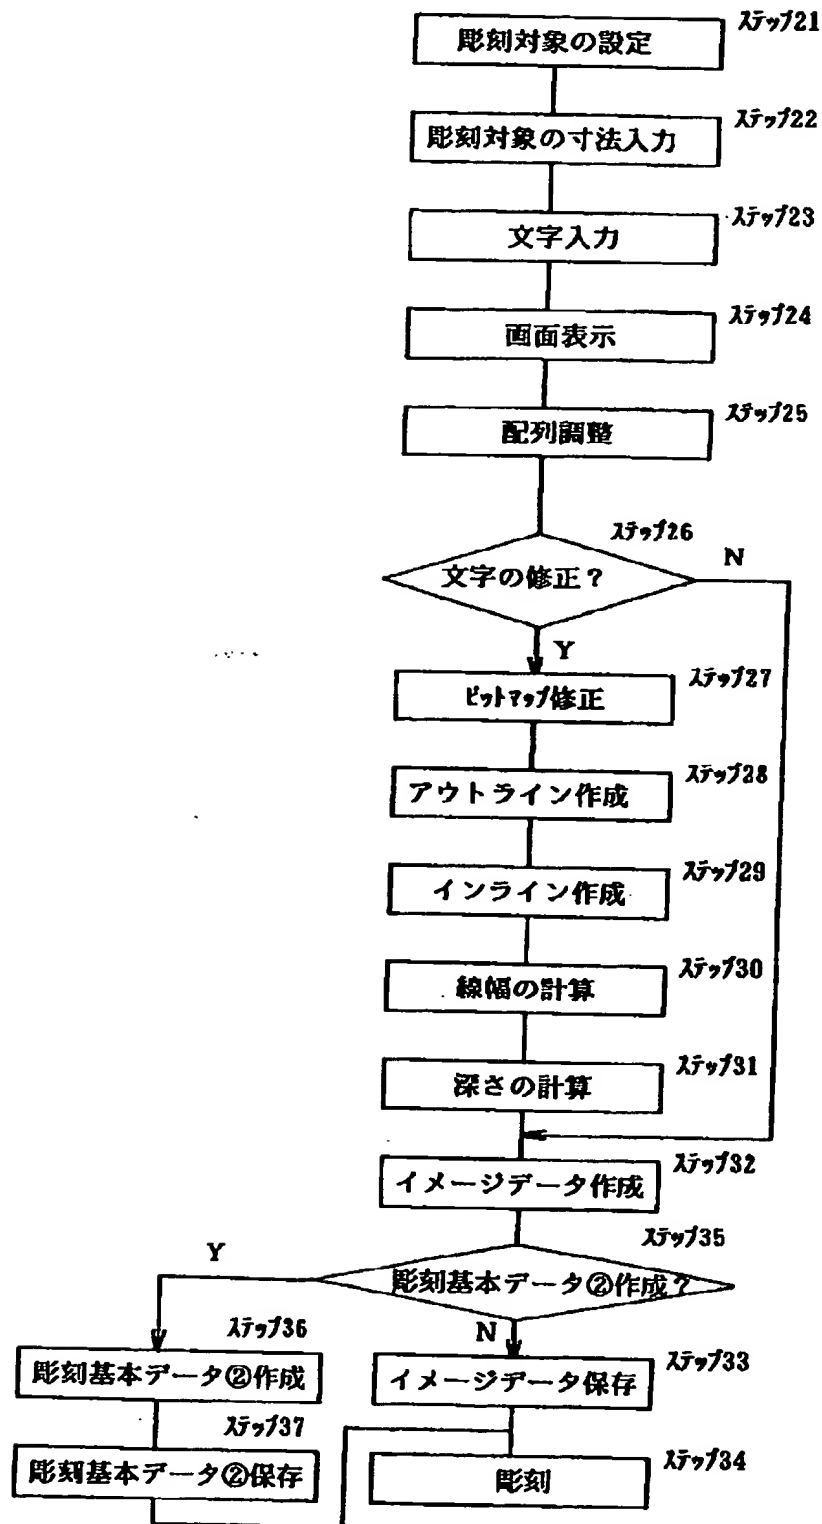 ステップ21
彫刻対象の設定
ステップ22
彫刻対象の寸法入力
ステップ23
文字入力
ステップ24
画面表示
ステップ25
配列調整
ステップ26
文字の修正？
N
Y
ステップ27
ビットマップ修正
ステップ28
アウトライン作成
ステップ29
インライン作成
ステップ30
線幅の計算
ステップ31
深さの計算
ステップ32
イメージデータ作成
ステップ35
Y
彫刻基本データ②作成？
N
ステップ36
彫刻基本データ②作成
ステップ33
イメージデータ保存
ステップ37
彫刻基本データ②保存
ステップ34
彫刻